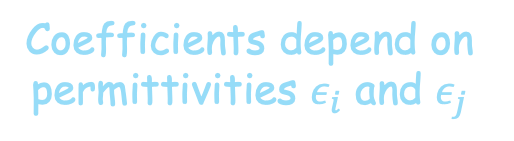 Coefficients depend on
permittivities ϵᵢ and ϵⱼ